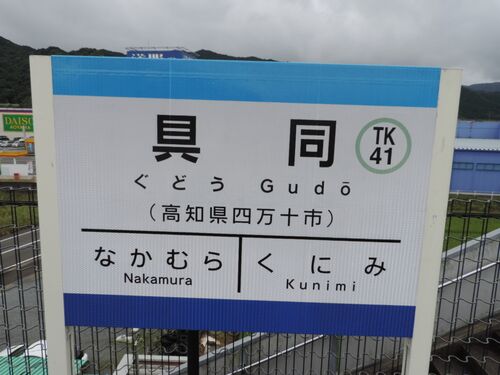 DAISO
具同
TK
41
ぐどう Gudō
(高知県四万十市)
なかむら くにみ
Nakamura Kunimi